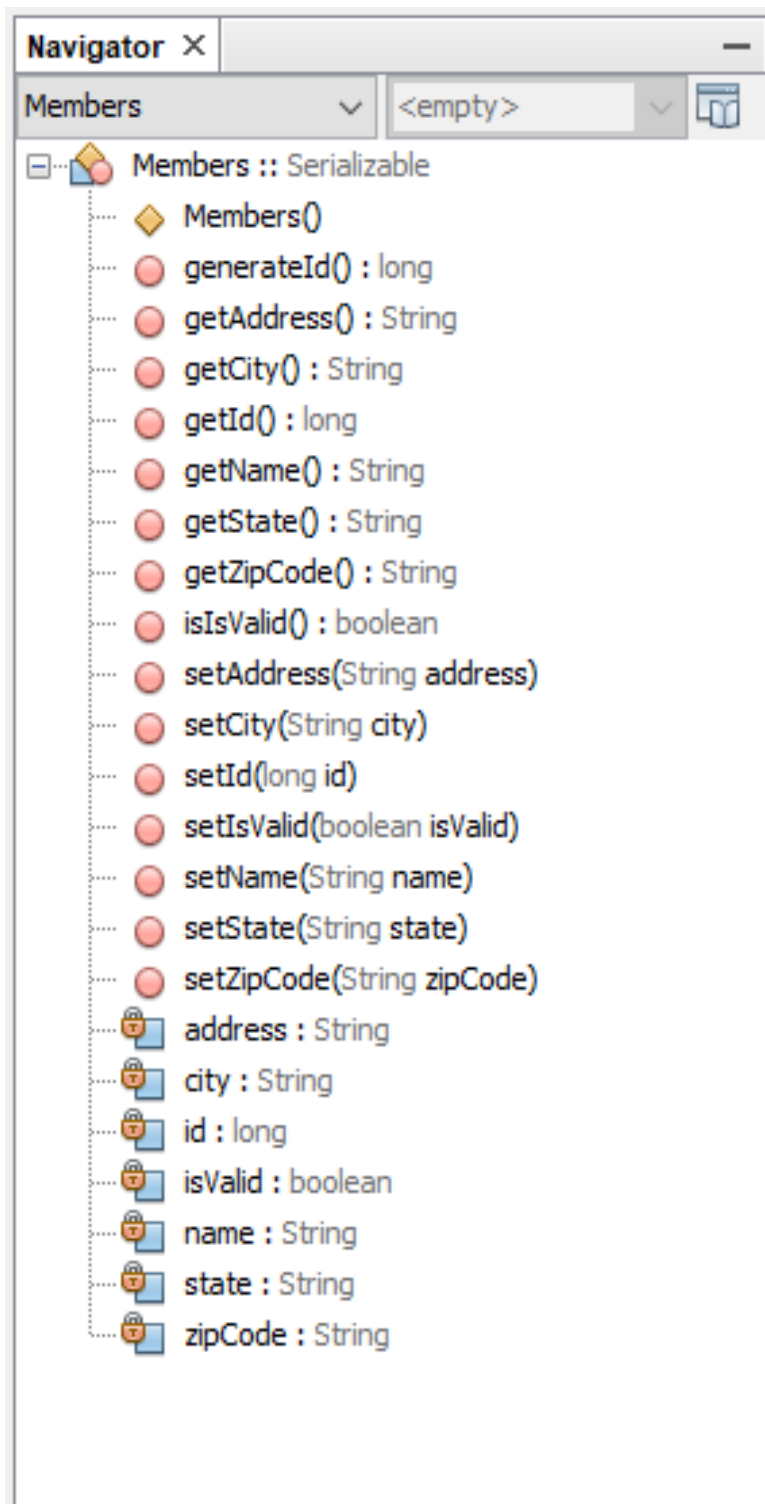 Navigator
Members <empty>
Members :: Serializable
Members()
generateId() : long
getAddress() : String
getCity() : String
getId() : long
getName() : String
getState() : String
getZipCode() : String
isIsValid() : boolean
setAddress(String address)
setCity(String city)
setId(long id)
setIsValid(boolean isValid)
setName(String name)
setState(String state)
setZipCode(String zipCode)
address : String
city : String
id : long
isValid : boolean
name : String
state : String
zipCode : String